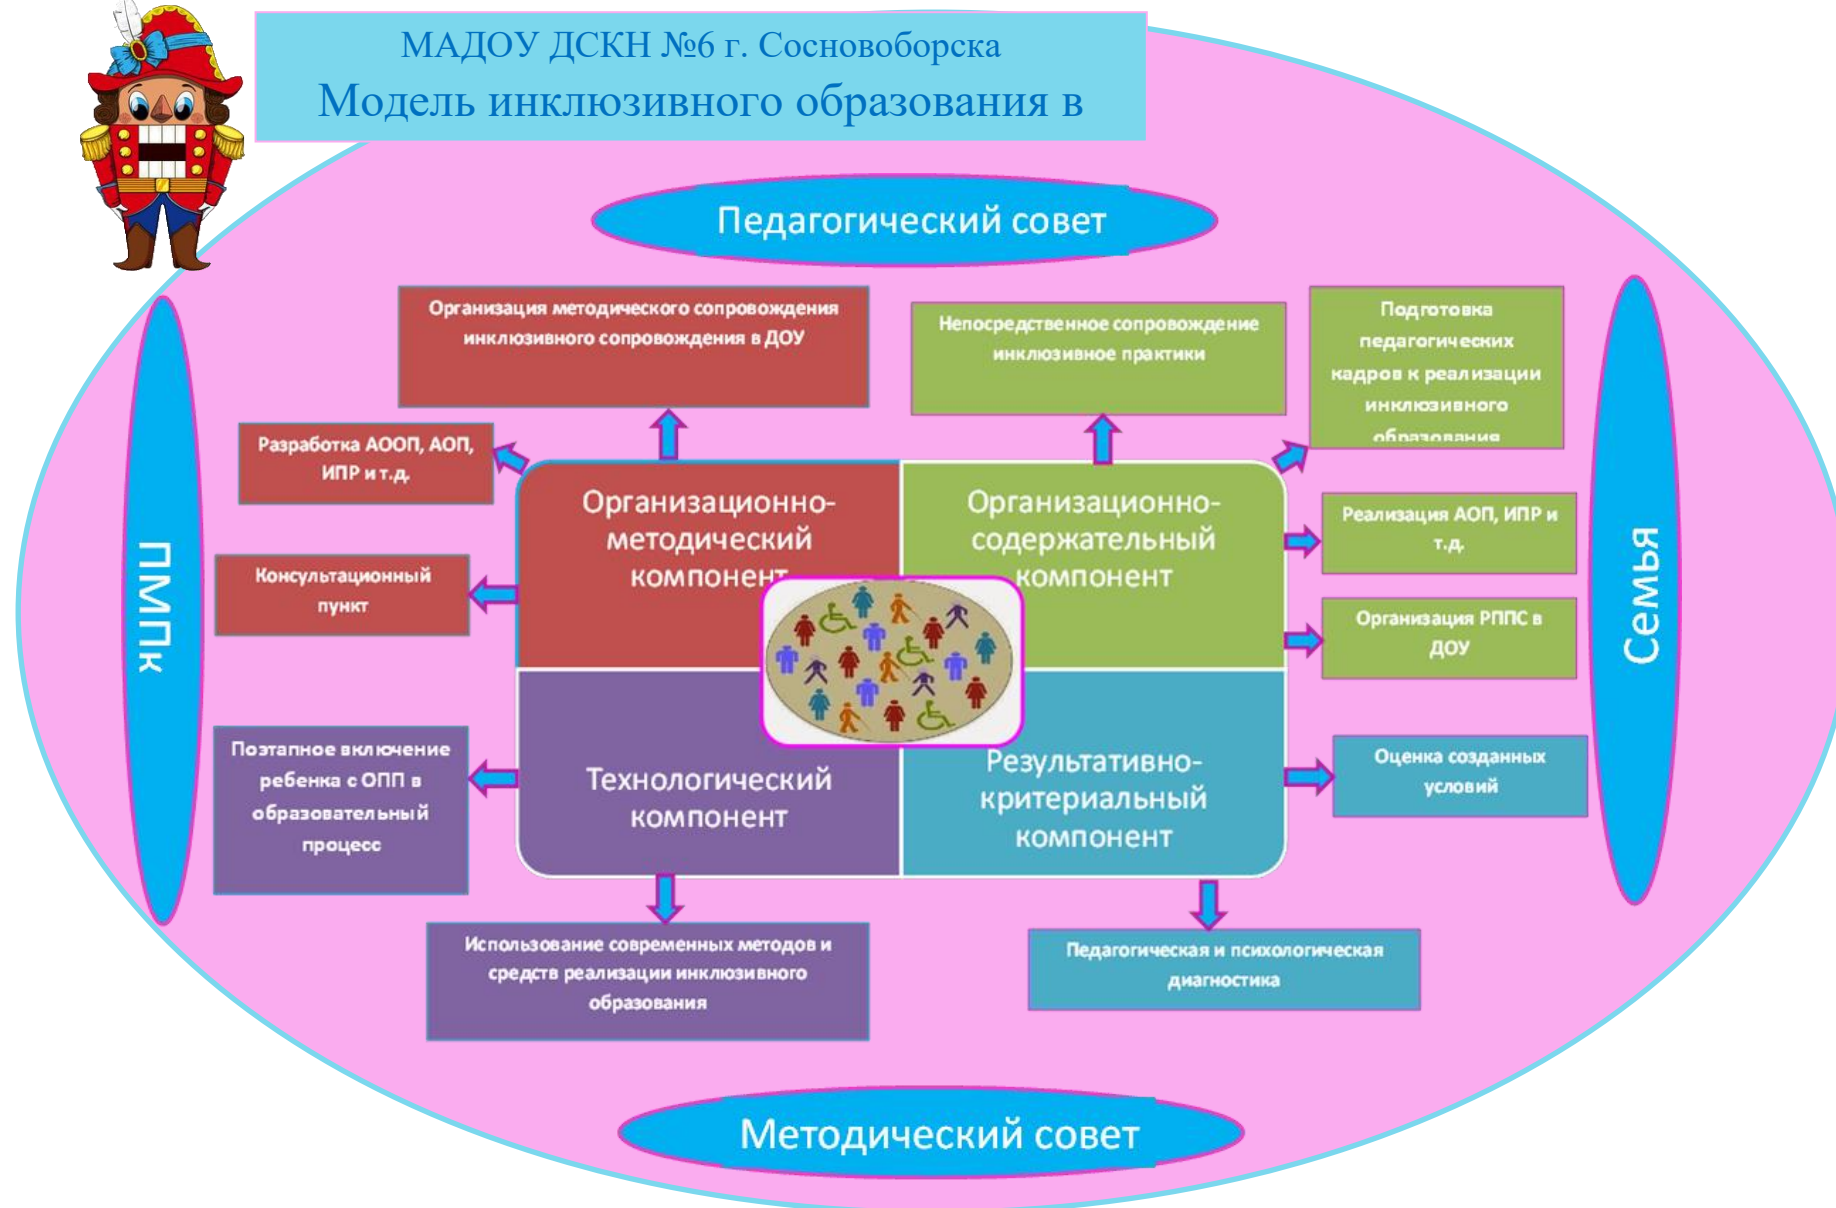 МАДОУ ДСКН №6 г. Сосновоборска
Модель инклюзивного образования в
Педагогический совет
Организация методического сопровождения
инклюзивного сопровождения в ДОУ
Непосредственное сопровождение
инклюзивное практики
Подготовка
педагогических
кадров к реализации
инклюзивного
образования
Разработка АООП, АОП,
ИПР и т.д.
Консультационный
пункт
Организационно-
методический
компонент
Организационно-
содержательный
компонент
Реализация АОП, ИПР и
т.д.
Организация РППС в
ДОУ
ПМПк
Семья
Поэтапное включение
ребенка с ОПП в
образовательный
процесс
Технологический
компонент
Результативно-
критериальный
компонент
Оценка созданных
условий
Использование современных методов и
средств реализации инклюзивного
образования
Педагогическая и психологическая
диагностика
Методический совет